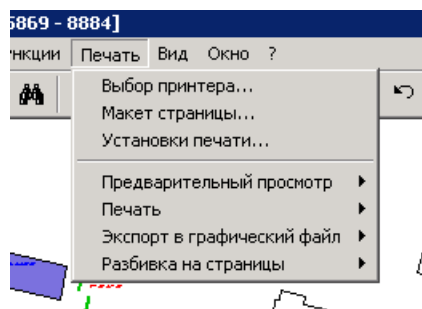 5869 - 8884]
нкции Печать Вид Окно ?
Выбор принтера...
Макет страницы...
Установки печати...
Предварительный просмотр
Печать
Экспорт в графический файл
Разбивка на страницы